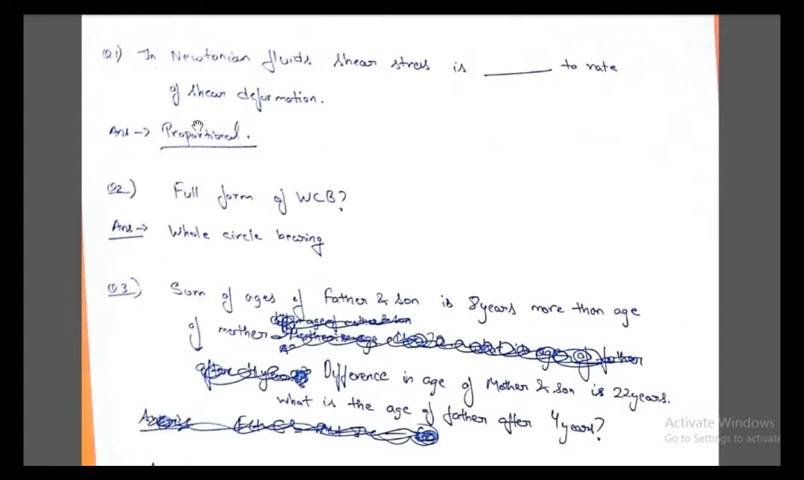 Q1) In Newtonian fluids shear stress is ______ to rate
of shear deformation.
Ans → Proportional.
Q2) Full form of WCB?
Ans → Whole circle bearing
Q3) Sum of ages of Father & son is 8 years more than age
of mother
Difference in age of Mother & son is 22 years.
What is the age of father after 4 years?
Activate Windows
Go to Settings to activate